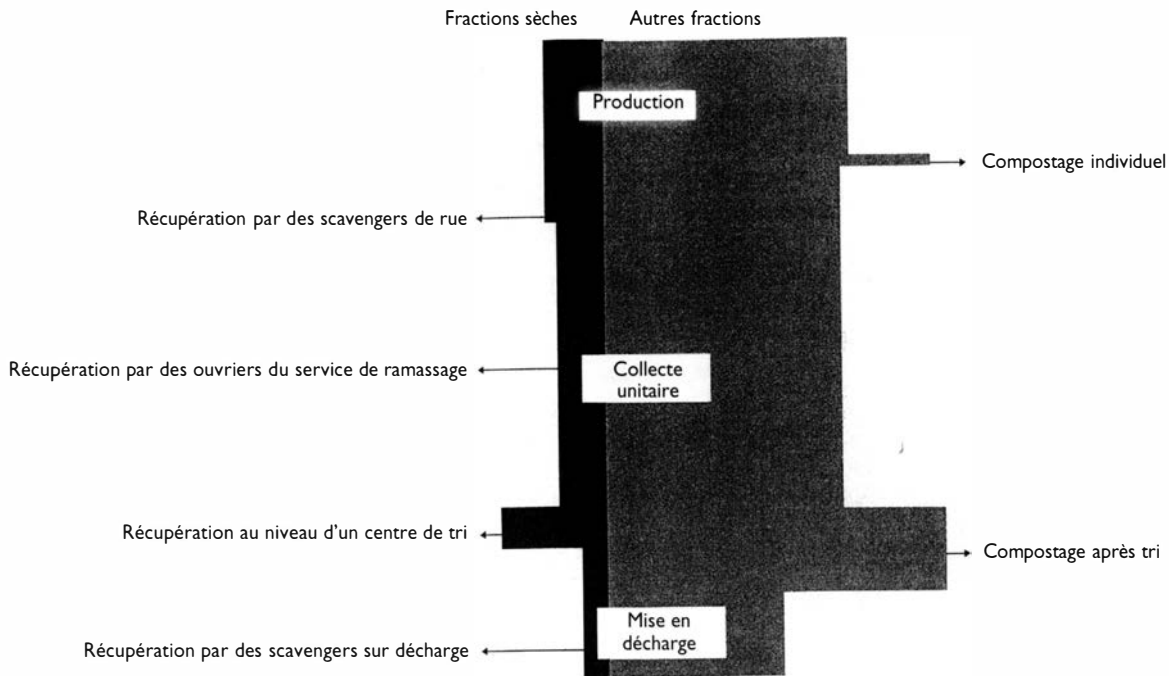 Fractions sèches
Autres fractions
Production
Compostage individuel
Récupération par des scavengers de rue
Récupération par des ouvriers du service de ramassage
Collecte
unitaire
Récupération au niveau d'un centre de tri
Compostage après tri
Mise en
décharge
Récupération par des scavengers sur décharge